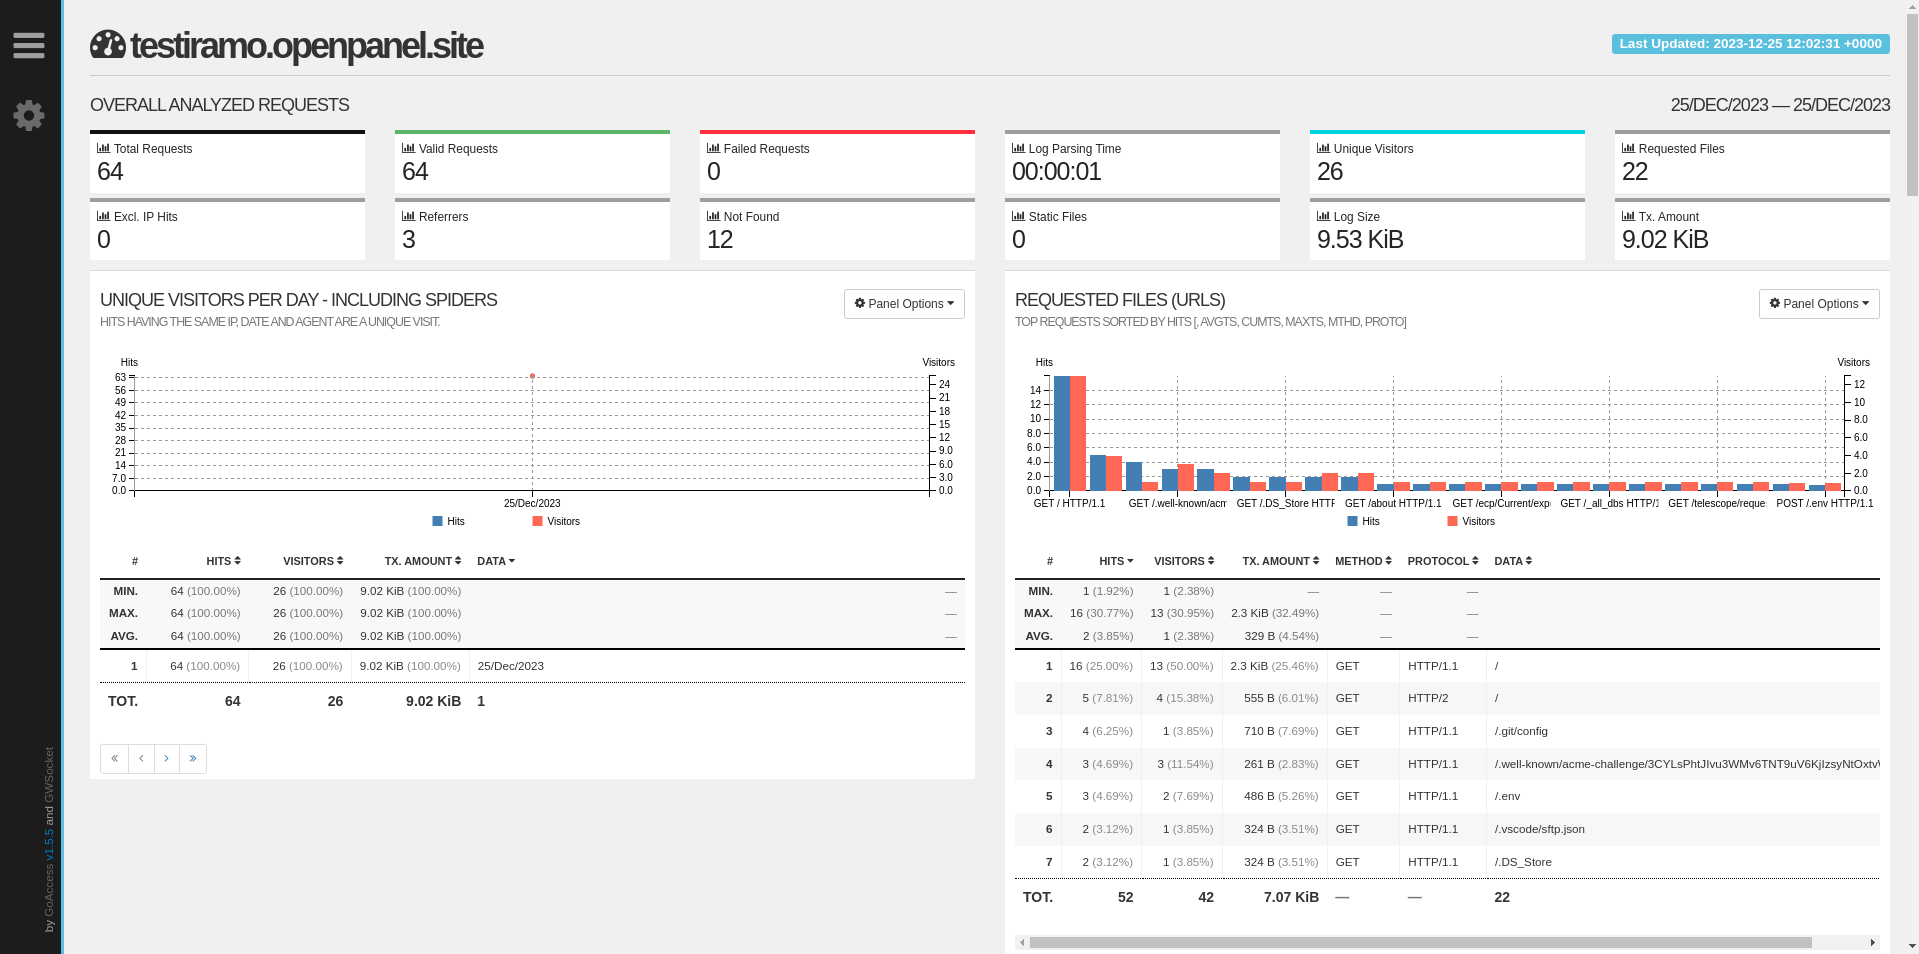 testiramo.openpanel.site
Last Updated: 2023-12-25 12:02:31 +0000
OVERALL ANALYZED REQUESTS
25/DEC/2023 — 25/DEC/2023
Total Requests
64
Valid Requests
64
Failed Requests
0
Log Parsing Time
00:00:01
Unique Visitors
26
Requested Files
22
Excl. IP Hits
0
Referrers
3
Not Found
12
Static Files
0
Log Size
9.53 KiB
Tx. Amount
9.02 KiB
UNIQUE VISITORS PER DAY - INCLUDING SPIDERS
Panel Options
HITS HAVING THE SAME IP, DATE AND AGENT ARE A UNIQUE VISIT.
Hits
Visitors
63
56
49
42
35
28
21
14
7.0
0.0
24
21
18
15
12
9.0
6.0
3.0
0.0
25/Dec/2023
Hits
Visitors
# HITS VISITORS TX. AMOUNT DATA
MIN. 64 (100.00%) 26 (100.00%) 9.02 KiB (100.00%) —
MAX. 64 (100.00%) 26 (100.00%) 9.02 KiB (100.00%) —
AVG. 64 (100.00%) 26 (100.00%) 9.02 KiB (100.00%) —
1 64 (100.00%) 26 (100.00%) 9.02 KiB (100.00%) 25/Dec/2023
TOT. 64 26 9.02 KiB 1
« ‹ › »
REQUESTED FILES (URLS)
Panel Options
TOP REQUESTS SORTED BY HITS [, AVGTS, CUMTS, MAXTS, MTHD, PROTO]
Hits
Visitors
14
12
10
8.0
6.0
4.0
2.0
0.0
12
10
8.0
6.0
4.0
2.0
0.0
GET / HTTP/1.1
GET /.well-known/acm
GET /.DS_Store HTTP
GET /about HTTP/1.1
GET /ecp/Current/exp
GET /_all_dbs HTTP/1
GET /telescope/reque
POST /.env HTTP/1.1
Hits
Visitors
# HITS VISITORS TX. AMOUNT METHOD PROTOCOL DATA
MIN. 1 (1.92%) 1 (2.38%) — — —
MAX. 16 (30.77%) 13 (30.95%) 2.3 KiB (32.49%) — —
AVG. 2 (3.85%) 1 (2.38%) 329 B (4.54%) — —
1 16 (25.00%) 13 (50.00%) 2.3 KiB (25.46%) GET HTTP/1.1 /
2 5 (7.81%) 4 (15.38%) 555 B (6.01%) GET HTTP/2 /
3 4 (6.25%) 1 (3.85%) 710 B (7.69%) GET HTTP/1.1 /.git/config
4 3 (4.69%) 3 (11.54%) 261 B (2.83%) GET HTTP/1.1 /.well-known/acme-challenge/3CYLsPhtJIvu3WMv6TNT9uV6KjIzsyNtOxtv
5 3 (4.69%) 2 (7.69%) 486 B (5.26%) GET HTTP/1.1 /.env
6 2 (3.12%) 1 (3.85%) 324 B (3.51%) GET HTTP/1.1 /.vscode/sftp.json
7 2 (3.12%) 1 (3.85%) 324 B (3.51%) GET HTTP/1.1 /.DS_Store
TOT. 52 42 7.07 KiB — — 22
by GoAccess v1.5.5 and GWSocket